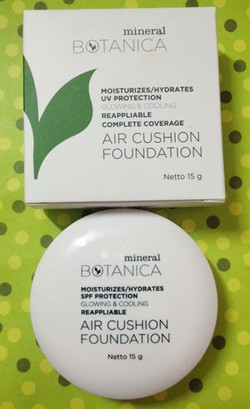 mineral
BOTANICA
MOISTURIZES/HYDRATES
UV PROTECTION
GLOWING & COOLING
REAPPLIABLE
COMPLETE COVERAGE
AIR CUSHION
FOUNDATION
Netto 15 g
mineral
BOTANICA
MOISTURIZES/HYDRATES
SPF PROTECTION
GLOWING & COOLING
REAPPLIABLE
AIR CUSHION
FOUNDATION
Netto 15 g